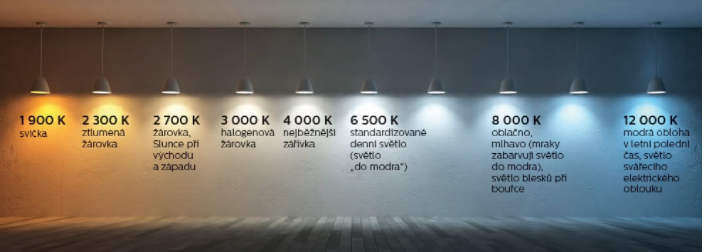 1 900 K
svíčka
2 300 K
ztlumená
žárovka
2 700 K
žárovka,
Slunce při
východu
a západu
3 000 K
halogenová
žárovka
4 000 K
nejběžnější
zářivka
6 500 K
standardizované
denní světlo
(světlo
„do modra")
8 000 K
oblačno,
mlhavo (mraky
zabarvují světlo
do modra),
světlo blesků při
bouřce
12 000 K
modrá obloha
v letní polední
čas, světlo
svářecího
elektrického
oblouku